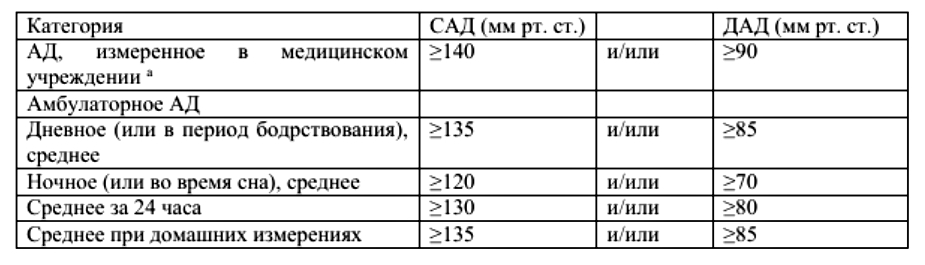 Категория САД (мм рт. ст.) ДАД (мм рт. ст.)
АД, измеренное в медицинском ≥140 и/или ≥90
учреждении ᵃ
Амбулаторное АД
Дневное (или в период бодрствования), ≥135 и/или ≥85
среднее
Ночное (или во время сна), среднее ≥120 и/или ≥70
Среднее за 24 часа ≥130 и/или ≥80
Среднее при домашних измерениях ≥135 и/или ≥85